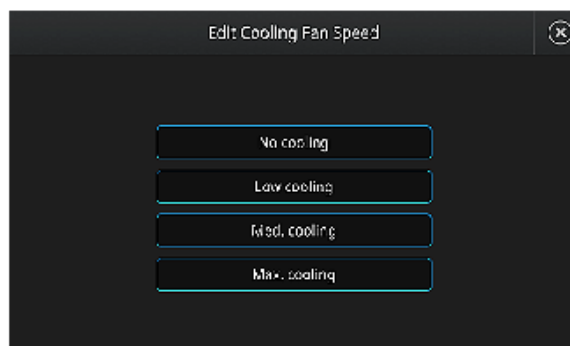 Edit Cooling Fan Speed
No cooling
Low cooling
Med. cooling
Max. cooling